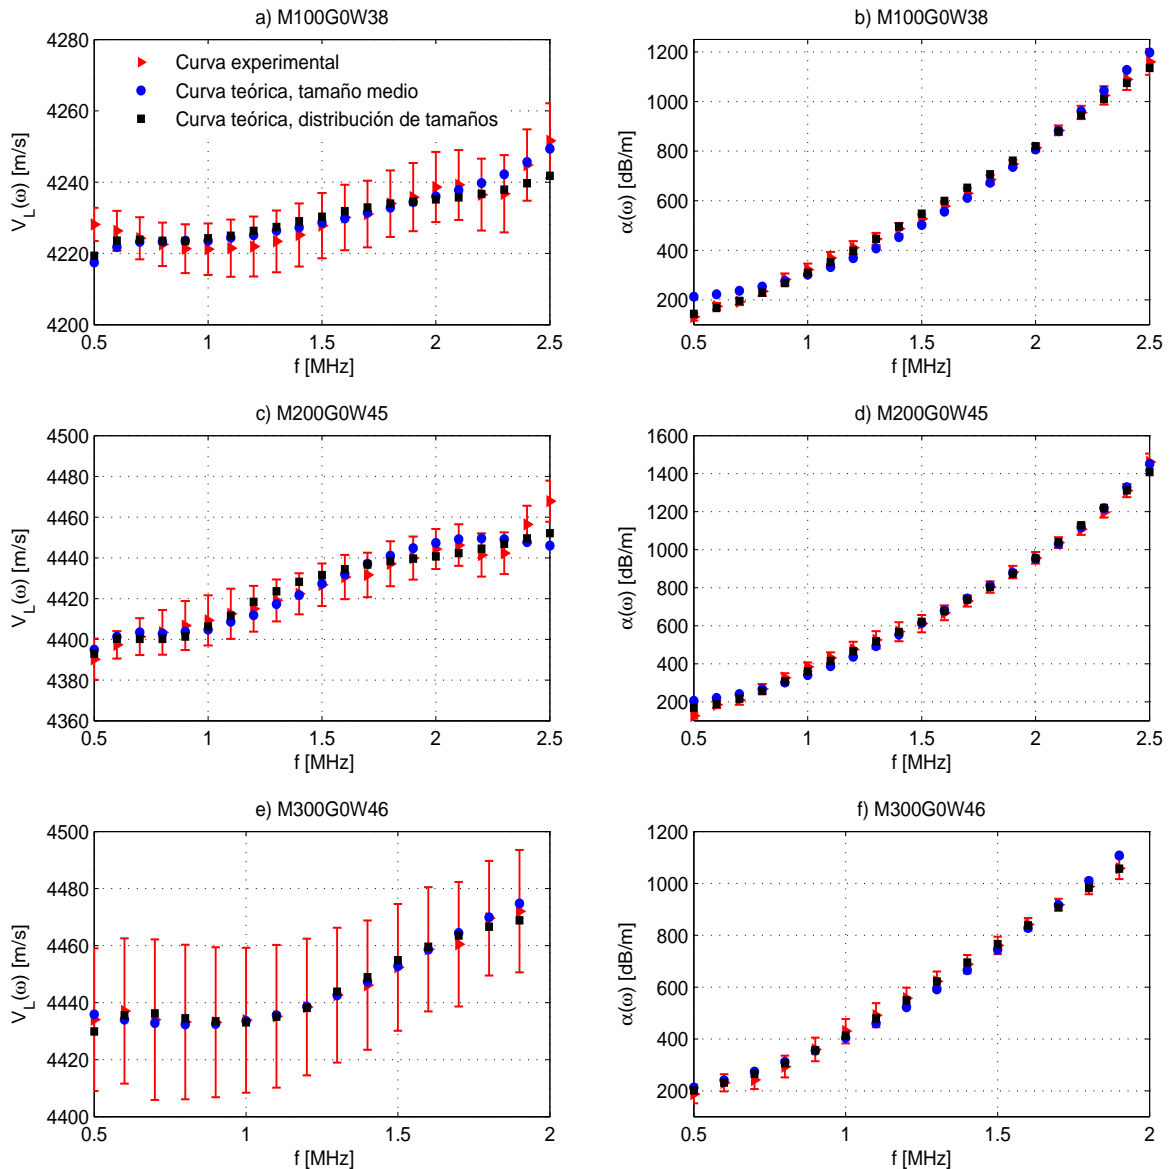 a) M100G0W38
4280
4260
4240
4220
4200
V_L(ω) [m/s]
0.5 1 1.5 2 2.5
f [MHz]
Curva experimental
Curva teórica, tamaño medio
Curva teórica, distribución de tamaños
b) M100G0W38
1200
1000
800
600
400
200
α(ω) [dB/m]
0.5 1 1.5 2 2.5
f [MHz]
c) M200G0W45
4500
4480
4460
4440
4420
4400
4380
4360
V_L(ω) [m/s]
0.5 1 1.5 2 2.5
f [MHz]
d) M200G0W45
1600
1400
1200
1000
800
600
400
200
α(ω) [dB/m]
0.5 1 1.5 2 2.5
f [MHz]
e) M300G0W46
4500
4480
4460
4440
4420
4400
V_L(ω) [m/s]
0.5 1 1.5 2
f [MHz]
f) M300G0W46
1200
1000
800
600
400
200
α(ω) [dB/m]
0.5 1 1.5 2
f [MHz]